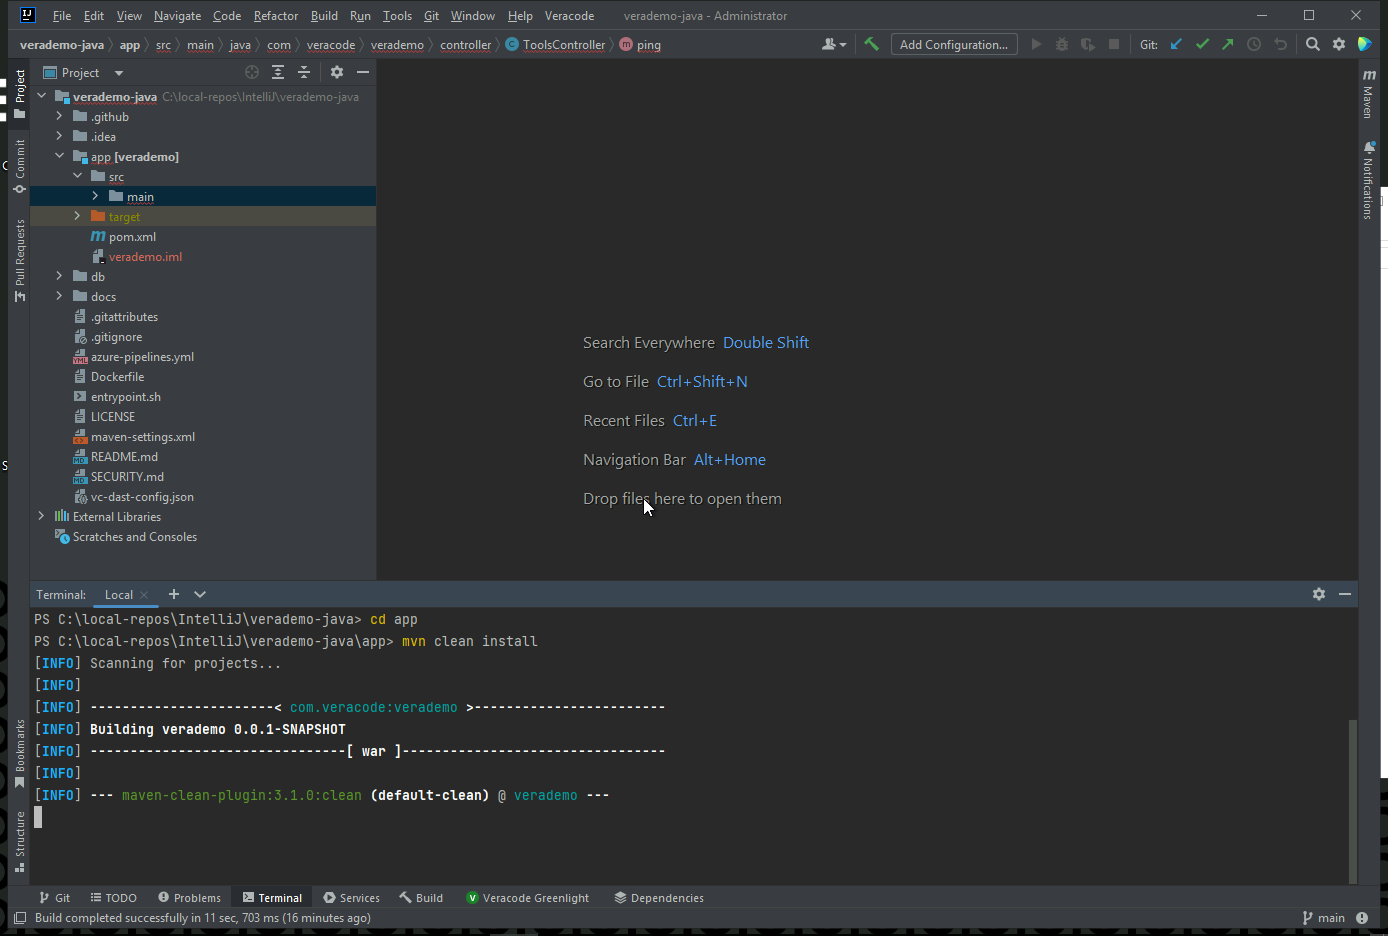 IJ File Edit View Navigate Code Refactor Build Run Tools Git Window Help Veracode verademo-java - Administrator
verademo-java app src main java com veracode verademo controller C ToolsController m ping Add Configuration... Git:
Project
Project
verademo-java C:\local-repos\IntelliJ\verademo-java
.github
.idea
app [verademo]
src
main
target
pom.xml
verademo.iml
db
docs
.gitattributes
.gitignore
azure-pipelines.yml
Dockerfile
entrypoint.sh
LICENSE
maven-settings.xml
README.md
SECURITY.md
vc-dast-config.json
External Libraries
Scratches and Consoles
Commit
Pull Requests
Bookmarks
Structure
Search Everywhere Double Shift
Go to File Ctrl+Shift+N
Recent Files Ctrl+E
Navigation Bar Alt+Home
Drop files here to open them
Maven
Notifications
Terminal: Local
PS C:\local-repos\IntelliJ\verademo-java> cd app
PS C:\local-repos\IntelliJ\verademo-java\app> mvn clean install
[INFO] Scanning for projects...
[INFO]
[INFO] -----------------------< com.veracode:verademo >------------------------
[INFO] Building verademo 0.0.1-SNAPSHOT
[INFO] --------------------------------[ war ]---------------------------------
[INFO]
[INFO] --- maven-clean-plugin:3.1.0:clean (default-clean) @ verademo ---
Git TODO Problems Terminal Services Build Veracode Greenlight Dependencies
Build completed successfully in 11 sec, 703 ms (16 minutes ago) main